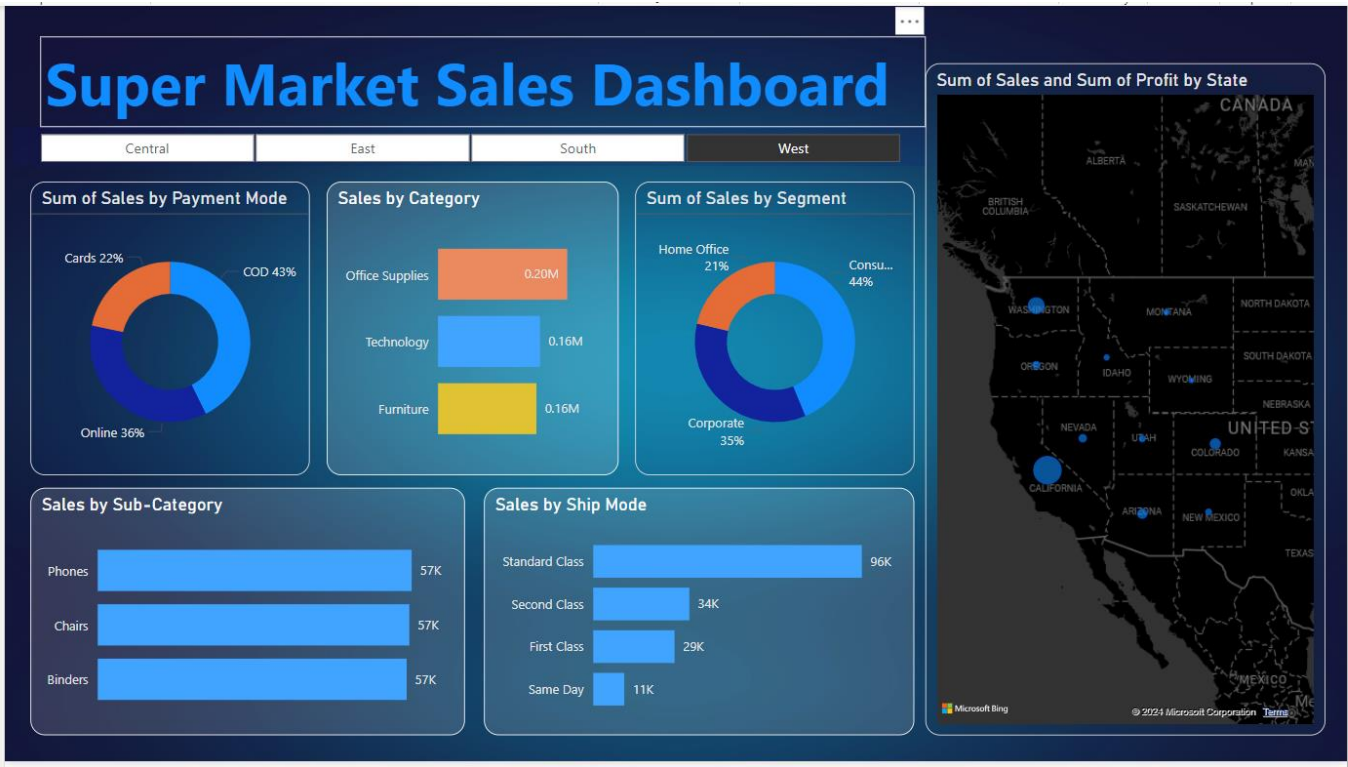 Super Market Sales Dashboard
Central
East
South
West
Sum of Sales by Payment Mode
Cards 22%
COD 43%
Online 36%
Sales by Category
Office Supplies
0.20M
Technology
0.16M
Furniture
0.16M
Sum of Sales by Segment
Home Office
21%
Consu...
44%
Corporate
35%
Sales by Sub-Category
Phones
57K
Chairs
57K
Binders
57K
Sales by Ship Mode
Standard Class
96K
Second Class
34K
First Class
29K
Same Day
11K
Sum of Sales and Sum of Profit by State
CANADA
ALBERTA
MAN
BRITISH
COLUMBIA
SASKATCHEWAN
WASHINGTON
MONTANA
NORTH DAKOTA
OREGON
IDAHO
SOUTH DAKOTA
WYOMING
NEBRASKA
NEVADA
UTAH
UNITED ST
COLORADO
KANSA
CALIFORNIA
OKLA
ARIZONA
NEW MEXICO
TEXAS
MEXICO
Me
Microsoft Bing
© 2024 Microsoft Corporation Terms